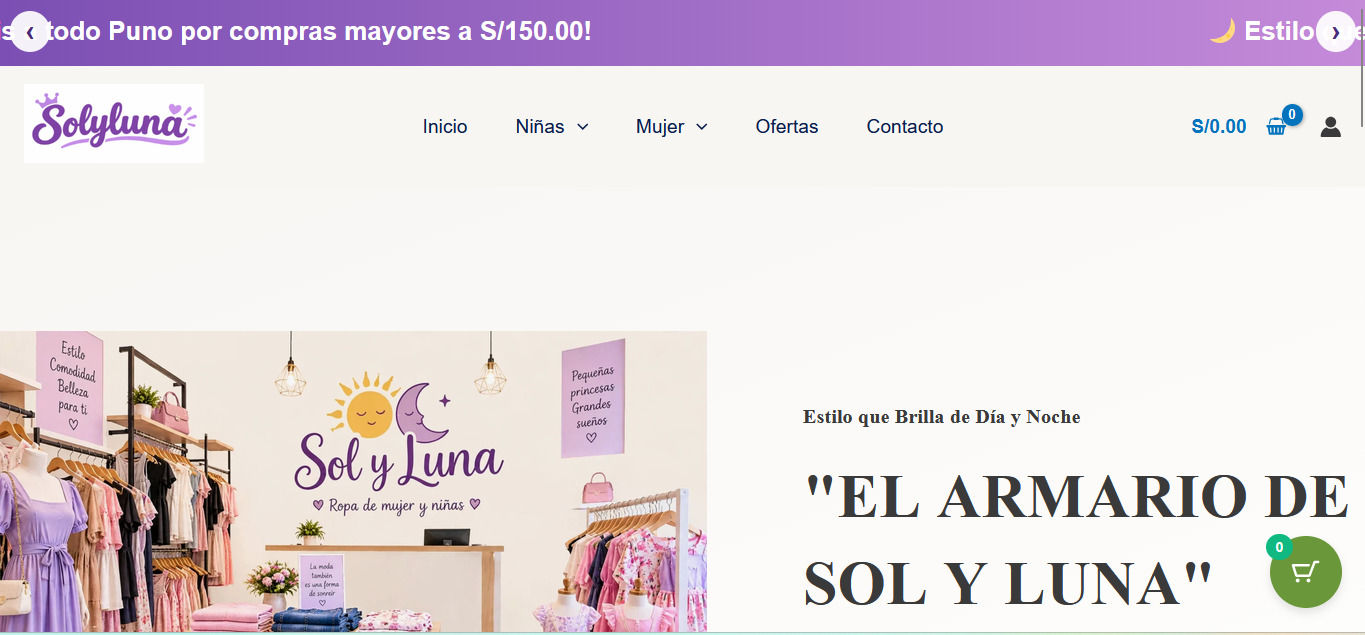 todo Puno por compras mayores a S/150.00!
🌙 Estilo
Solyluna
Inicio
Niñas
Mujer
Ofertas
Contacto
S/0.00
0
Estilo
Comodidad
Belleza
para ti
♡
Sol y Luna
Ropa de mujer y niñas
Pequeñas
princesas
Grandes
sueños
♡
La moda
también
es una forma
de sonreír
♡
Estilo que Brilla de Día y Noche
"EL ARMARIO DE
SOL Y LUNA"
0